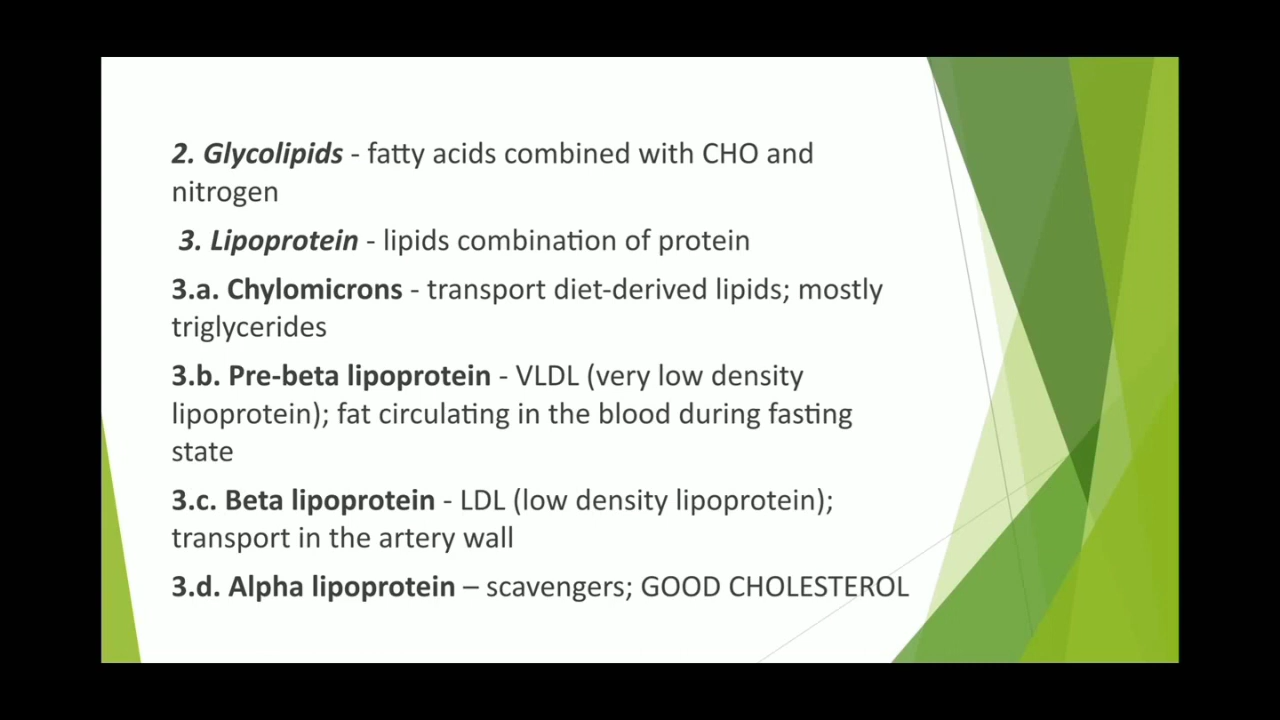 2. Glycolipids - fatty acids combined with CHO and
nitrogen
3. Lipoprotein - lipids combination of protein
3.a. Chylomicrons - transport diet-derived lipids; mostly
triglycerides
3.b. Pre-beta lipoprotein - VLDL (very low density
lipoprotein); fat circulating in the blood during fasting
state
3.c. Beta lipoprotein - LDL (low density lipoprotein);
transport in the artery wall
3.d. Alpha lipoprotein – scavengers; GOOD CHOLESTEROL